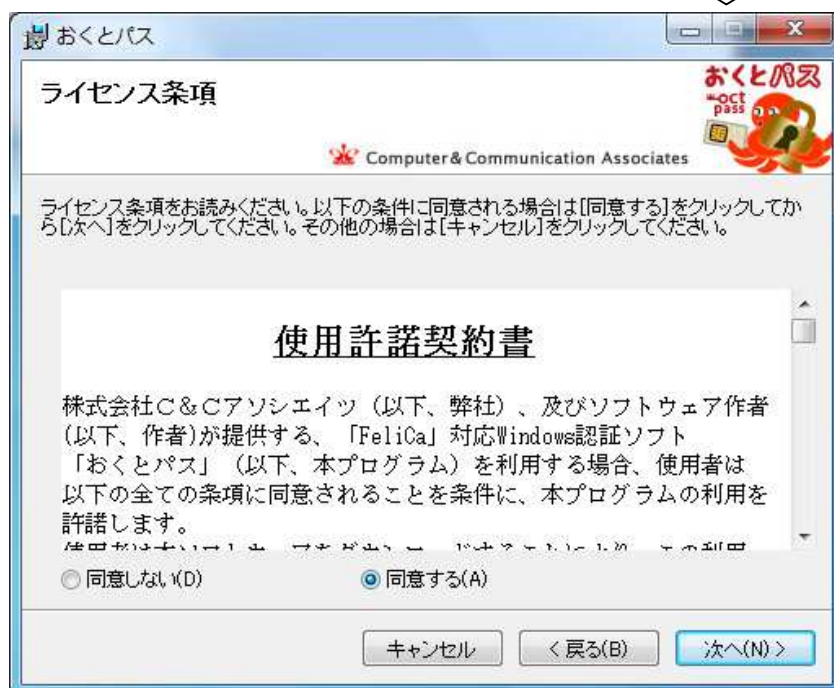 おくとパス
ライセンス条項
おくとパス
oct
pass
Computer & Communication Associates
ライセンス条項をお読みください。以下の条件に同意される場合は[同意する]をクリックしてか
ら[次へ]をクリックしてください。その他の場合は[キャンセル]をクリックしてください。
使用許諾契約書
株式会社C&Cアソシエイツ（以下、弊社）、及びソフトウェア作者
(以下、作者)が提供する、「FeliCa」対応Windows認証ソフト
「おくとパス」（以下、本プログラム）を利用する場合、使用者は
以下の全ての条項に同意されることを条件に、本プログラムの利用を
許諾します。
同意しない(D)
同意する(A)
キャンセル
< 戻る(B)
次へ(N) >